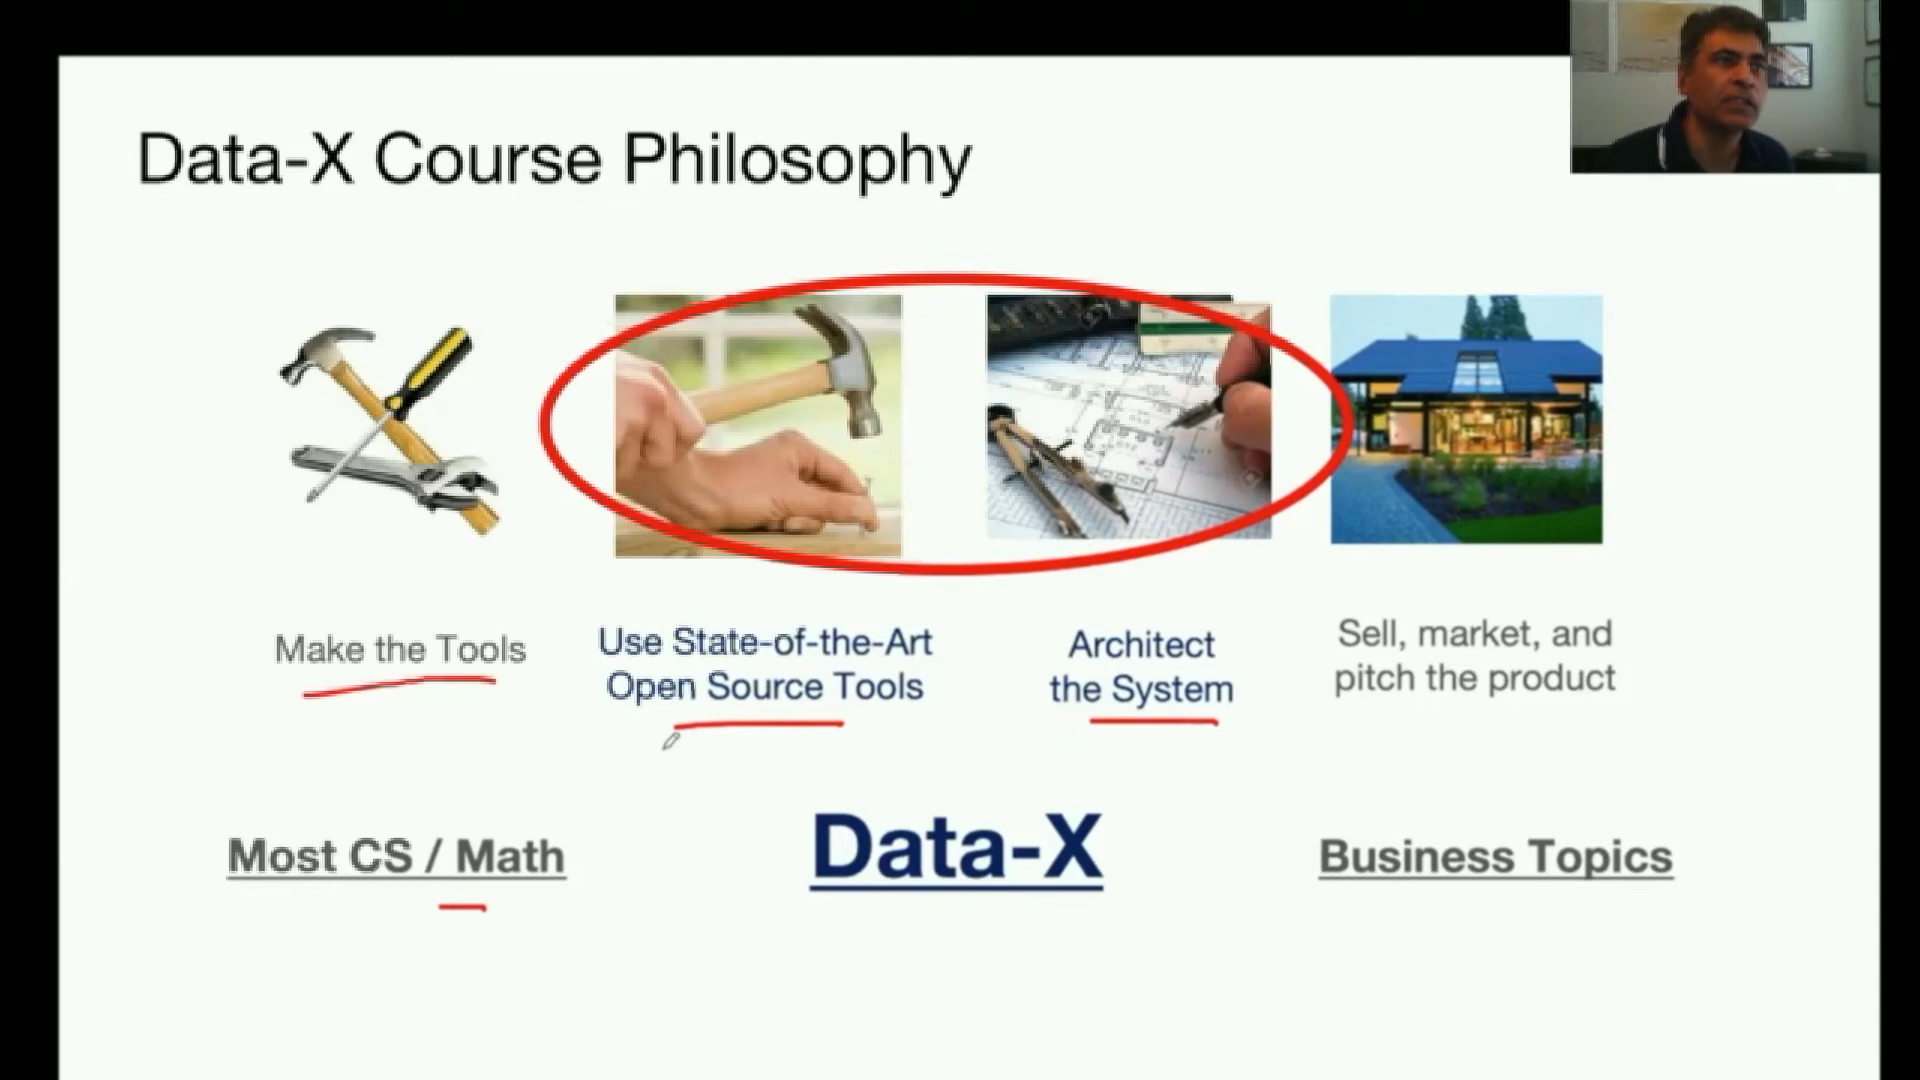 Data-X Course Philosophy
Make the Tools
Use State-of-the-Art
Open Source Tools
Architect
the System
Sell, market, and
pitch the product
Most CS / Math
Data-X
Business Topics